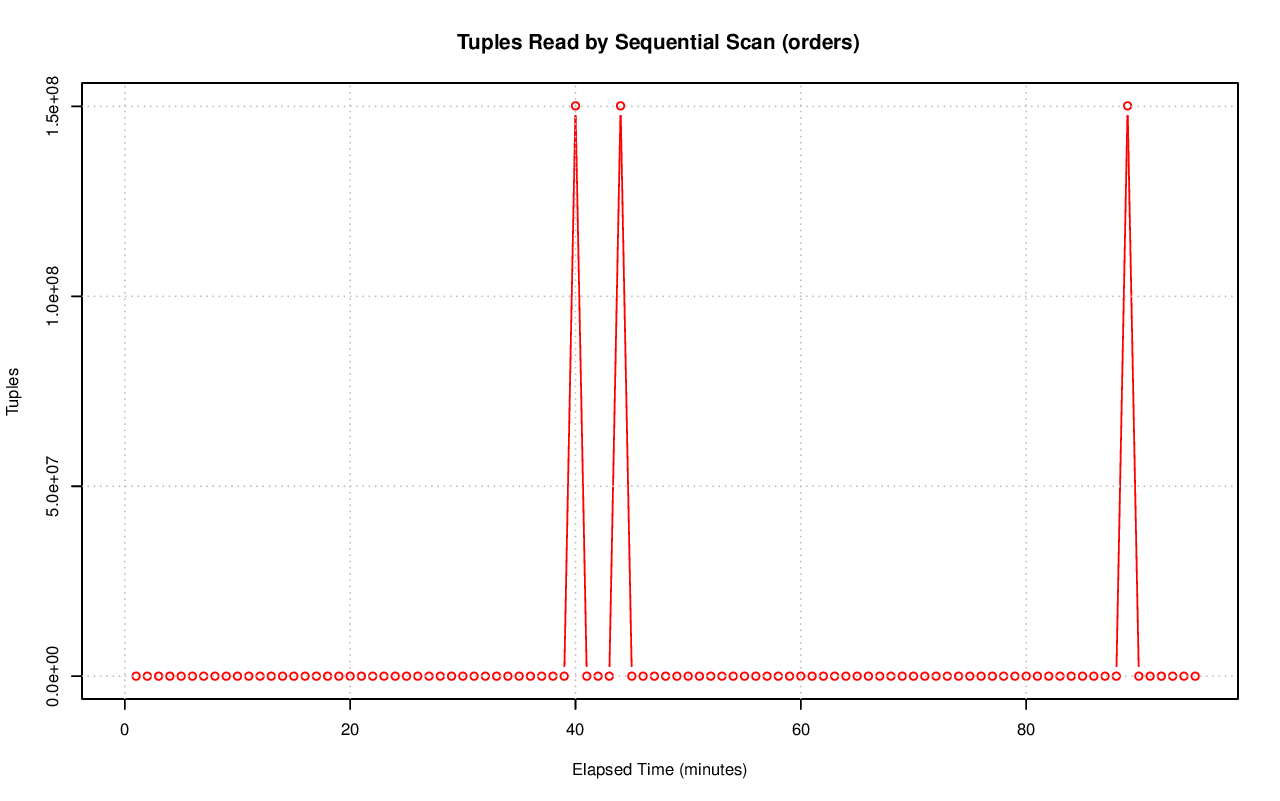 Tuples Read by Sequential Scan (orders)
1.5e+08
1.0e+08
5.0e+07
0.0e+00
Tuples
0 20 40 60 80
Elapsed Time (minutes)